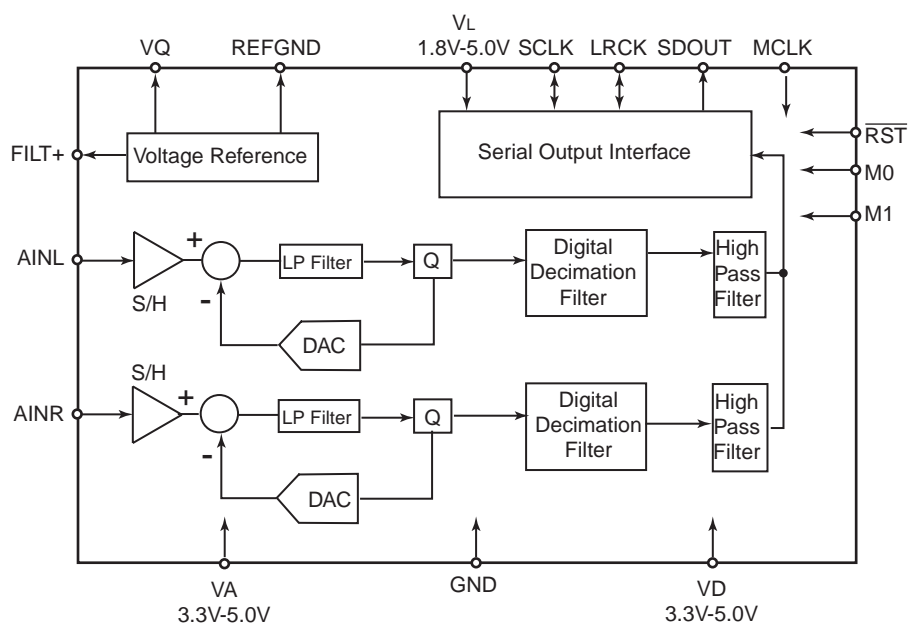 VQ
REFGND
VL
1.8V-5.0V
SCLK
LRCK
SDOUT
MCLK
FILT+
Voltage Reference
Serial Output Interface
RST
M0
M1
AINL
S/H
+
-
LP Filter
Q
DAC
Digital
Decimation
Filter
High
Pass
Filter
AINR
S/H
+
-
LP Filter
Q
DAC
Digital
Decimation
Filter
High
Pass
Filter
VA
3.3V-5.0V
GND
VD
3.3V-5.0V